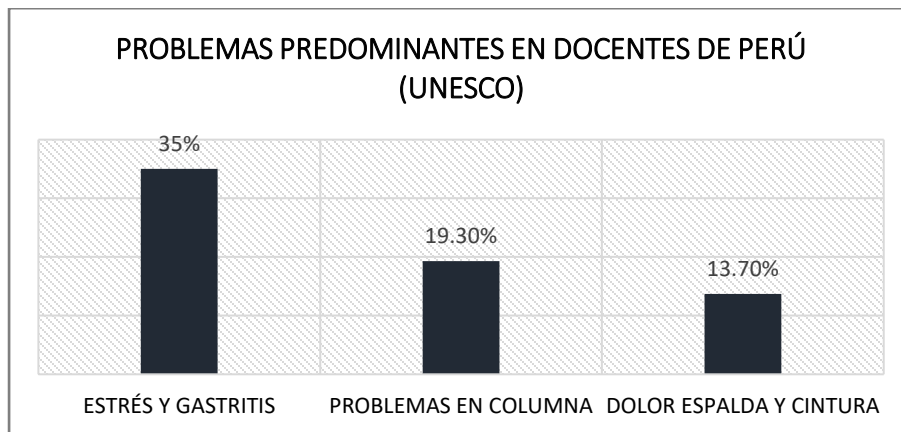 PROBLEMAS PREDOMINANTES EN DOCENTES DE PERÚ
(UNESCO)
35%
19.30%
13.70%
ESTRÉS Y GASTRITIS
PROBLEMAS EN COLUMNA
DOLOR ESPALDA Y CINTURA